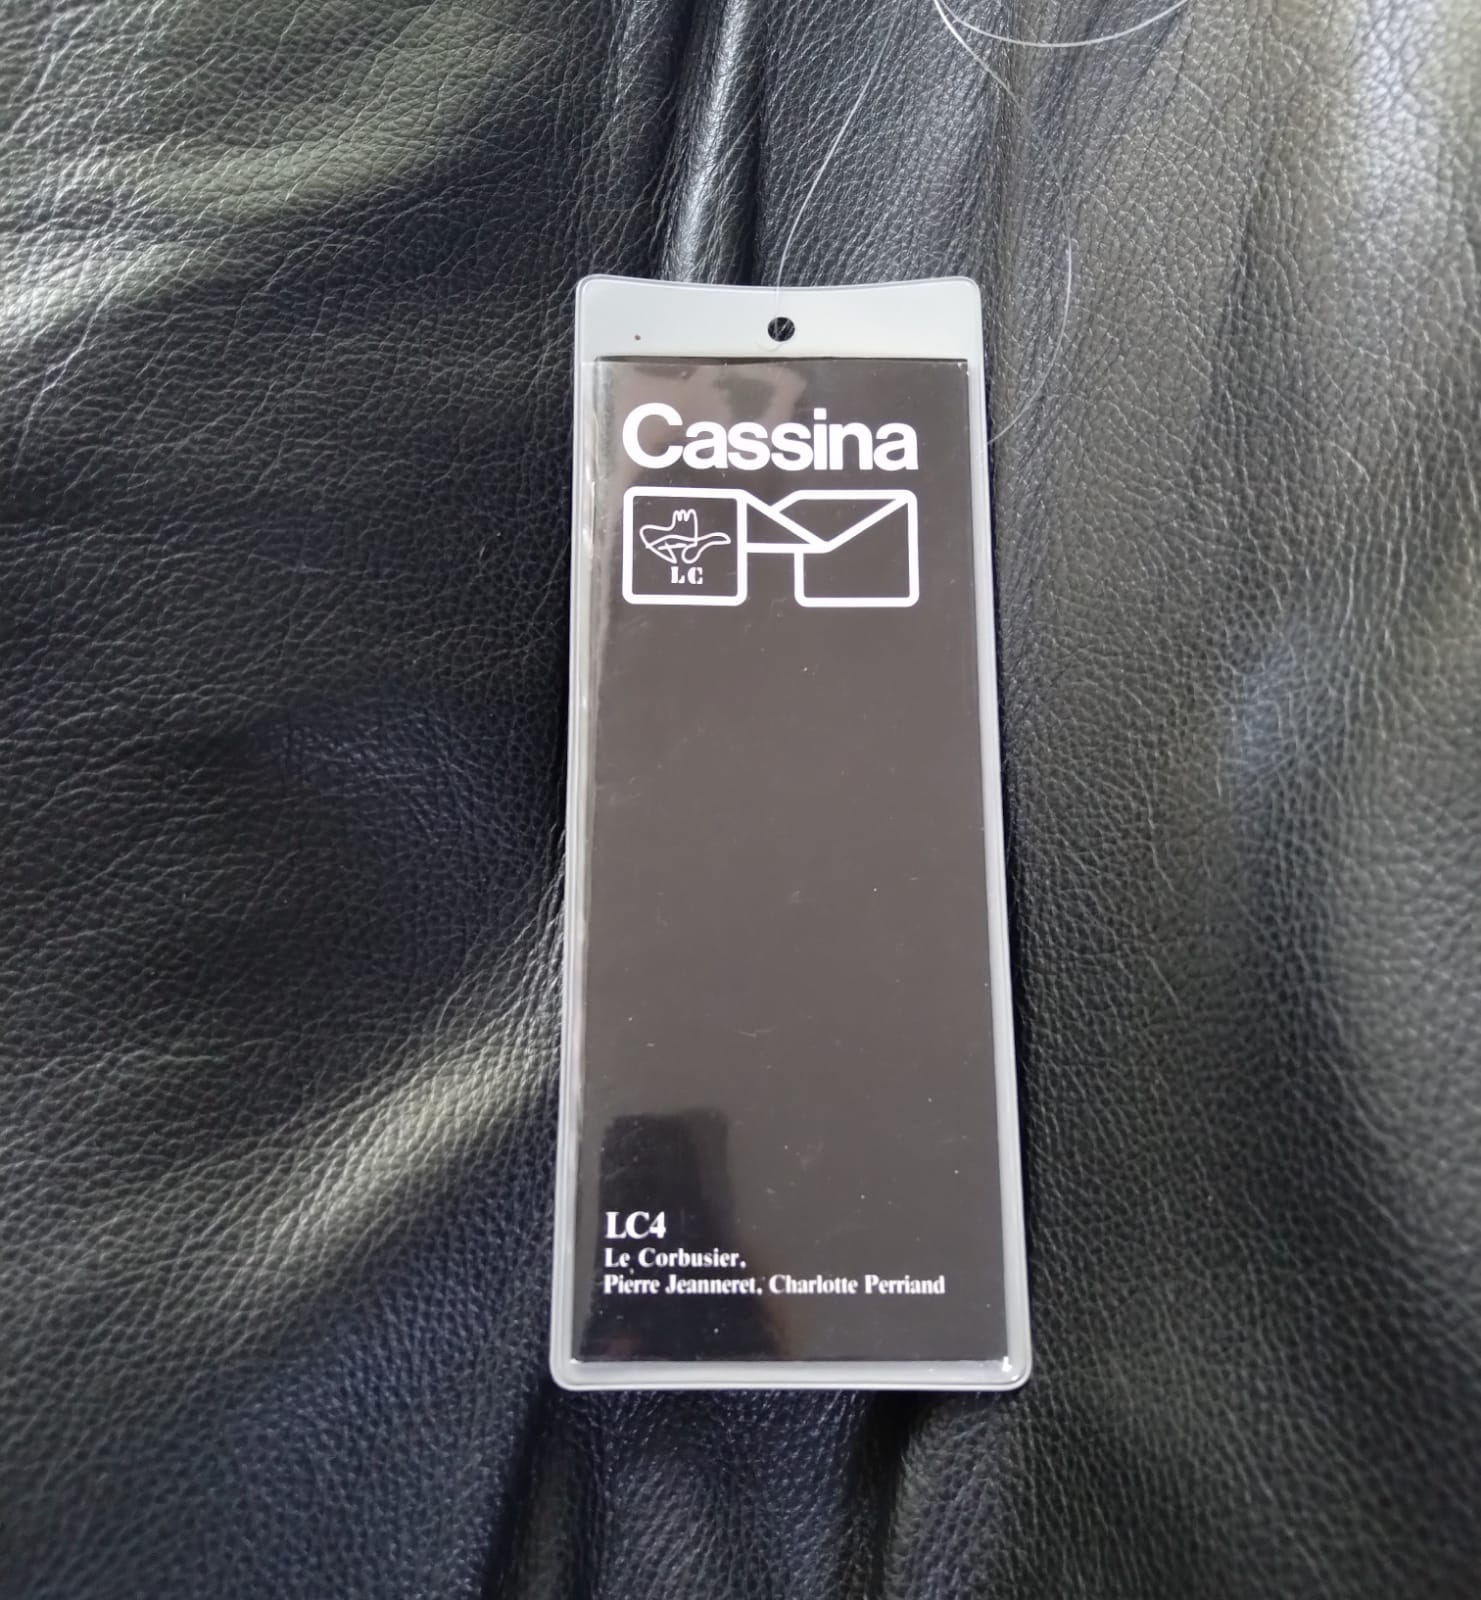 Cassina
LC
LC4
Le Corbusier,
Pierre Jeanneret, Charlotte Perriand